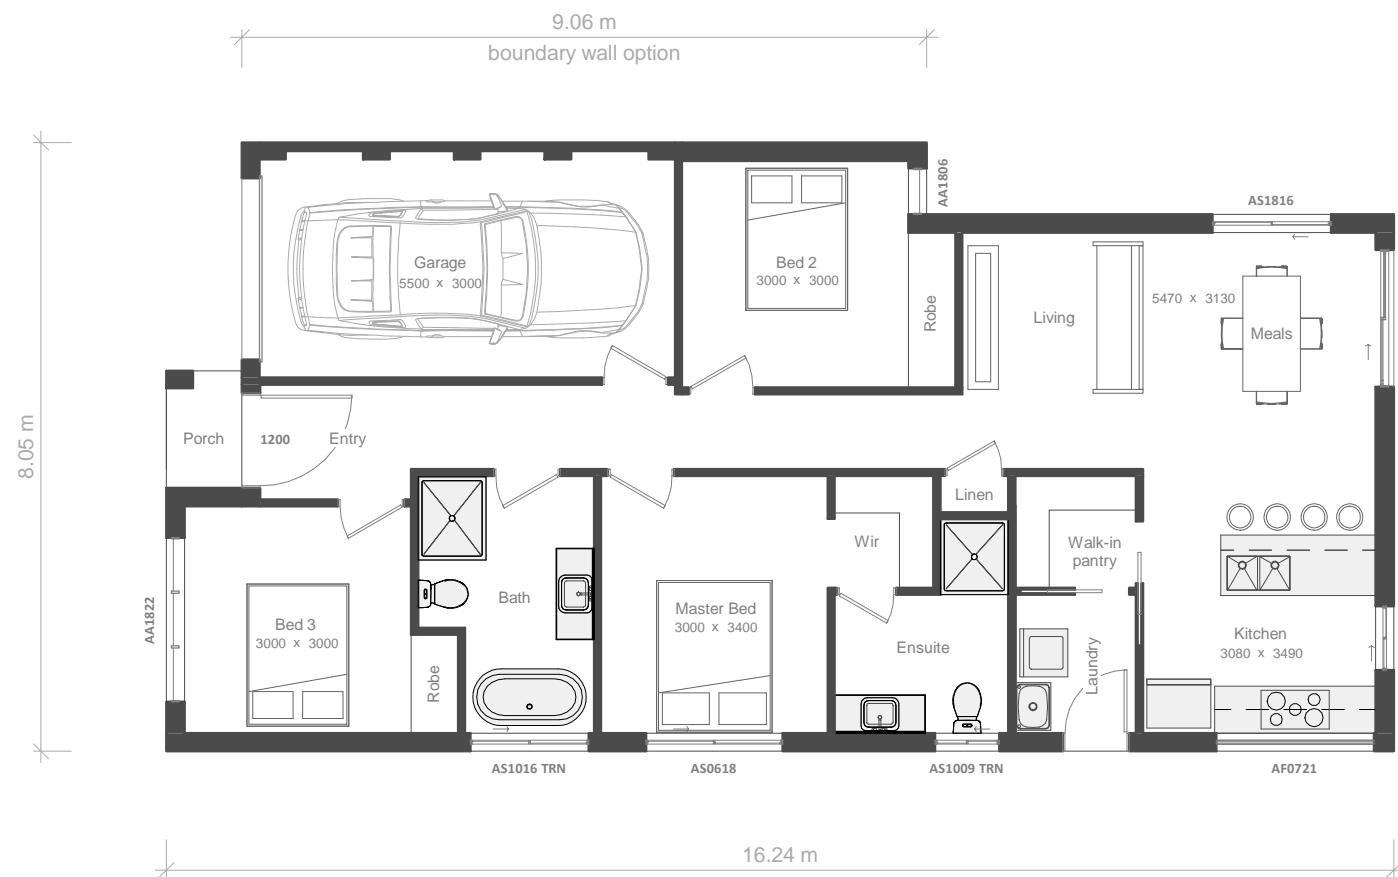 9.06 m
boundary wall option
AA1806
AS1816
Garage
5500 x 3000
Bed 2
3000 x 3000
Robe
Living
5470 x 3130
Meals
8.05 m
Porch
1200
Entry
Linen
Wir
Walk-in
pantry
Bath
Master Bed
3000 x 3400
AA1822
Bed 3
3000 x 3000
Robe
Ensuite
Laundry
Kitchen
3080 x 3490
AS1016 TRN
AS0618
AS1009 TRN
AF0721
16.24 m